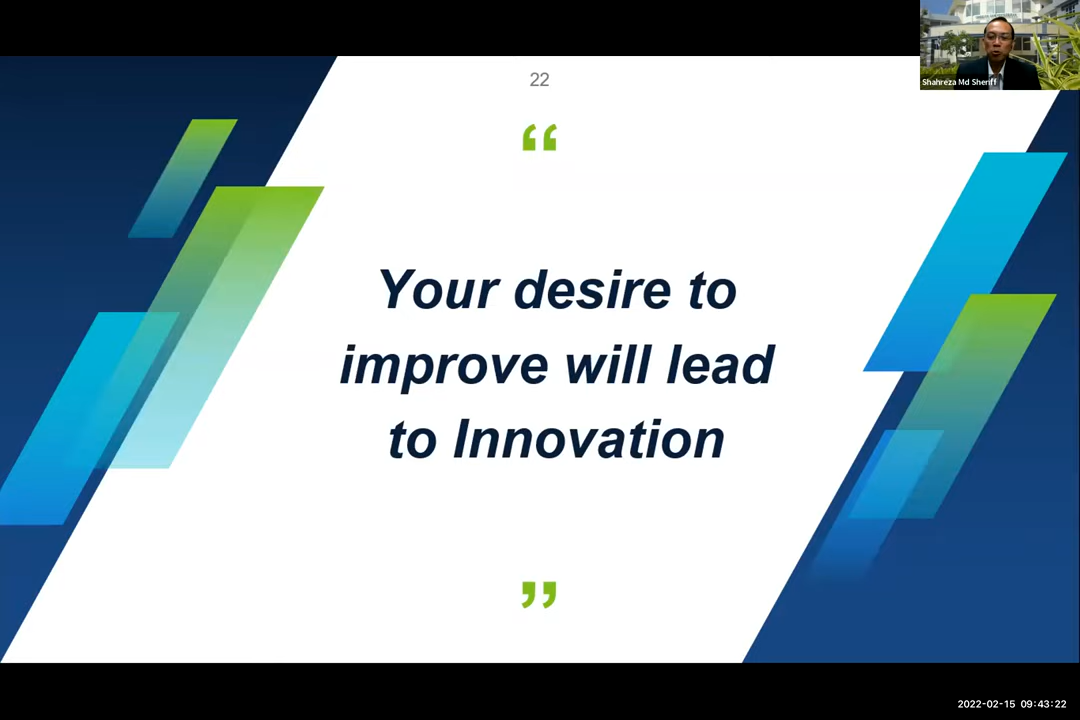 22
“
Your desire to
improve will lead
to Innovation
”
Shahreza Md Sheriff
2022-02-15 09:43:22